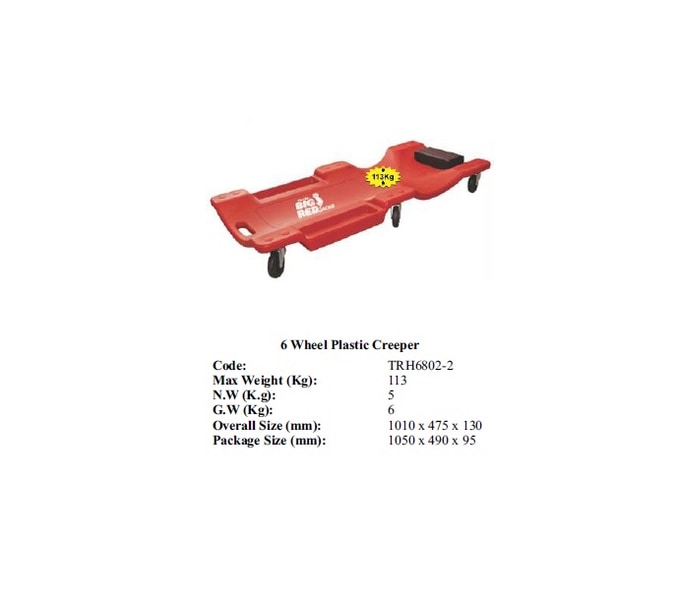 113Kg
BIG
RED JACKS
6 Wheel Plastic Creeper
Code: TRH6802-2
Max Weight (Kg): 113
N.W (K.g): 5
G.W (Kg): 6
Overall Size (mm): 1010 x 475 x 130
Package Size (mm): 1050 x 490 x 95